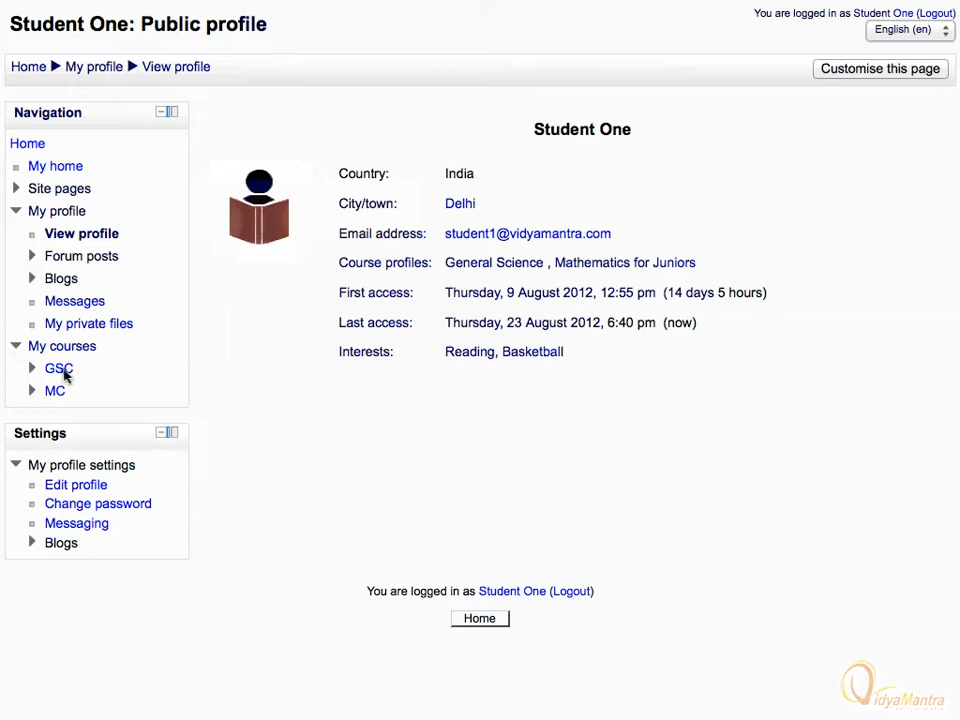 Student One: Public profile
You are logged in as Student One (Logout)
English (en)
Home ▶ My profile ▶ View profile
Customise this page
Navigation
Home
My home
Site pages
My profile
View profile
Forum posts
Blogs
Messages
My private files
My courses
GSC
MC
Settings
My profile settings
Edit profile
Change password
Messaging
Blogs
Student One
Country: India
City/town: Delhi
Email address: student1@vidyamantra.com
Course profiles: General Science , Mathematics for Juniors
First access: Thursday, 9 August 2012, 12:55 pm (14 days 5 hours)
Last access: Thursday, 23 August 2012, 6:40 pm (now)
Interests: Reading, Basketball
You are logged in as Student One (Logout)
Home
VidyaMantra